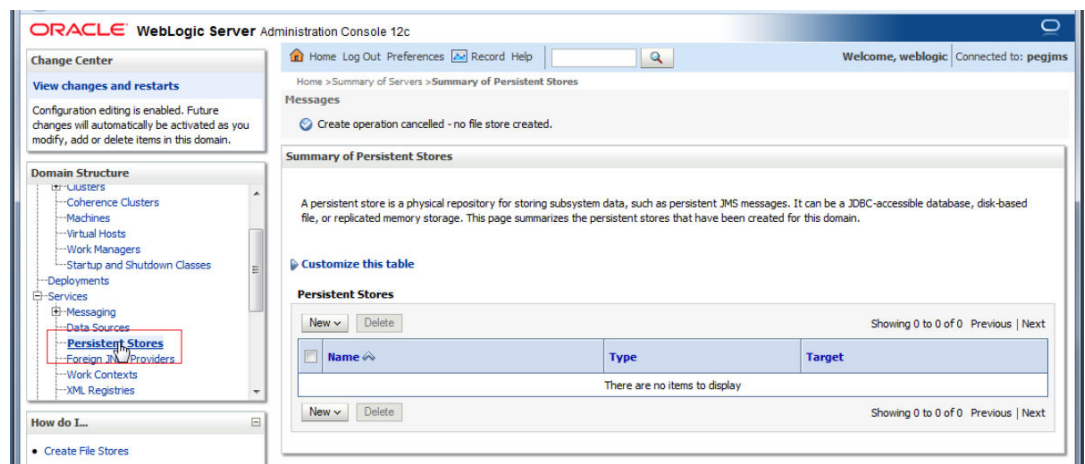 ORACLE WebLogic Server Administration Console 12c
Change Center
View changes and restarts
Configuration editing is enabled. Future
changes will automatically be activated as you
modify, add or delete items in this domain.
Domain Structure
Clusters
Coherence Clusters
Machines
Virtual Hosts
Work Managers
Startup and Shutdown Classes
Deployments
Services
Messaging
Data Sources
Persistent Stores
Foreign Providers
Work Contexts
XML Registries
How do I...
Create File Stores
Home Log Out Preferences Record Help
Welcome, weblogic Connected to: pegjms
Home >Summary of Servers >Summary of Persistent Stores
Messages
Create operation cancelled - no file store created.
Summary of Persistent Stores
A persistent store is a physical repository for storing subsystem data, such as persistent JMS messages. It can be a JDBC-accessible database, disk-based
file, or replicated memory storage. This page summarizes the persistent stores that have been created for this domain.
Customize this table
Persistent Stores
New Delete Showing 0 to 0 of 0 Previous | Next
Name Type Target
There are no items to display
New Delete Showing 0 to 0 of 0 Previous | Next